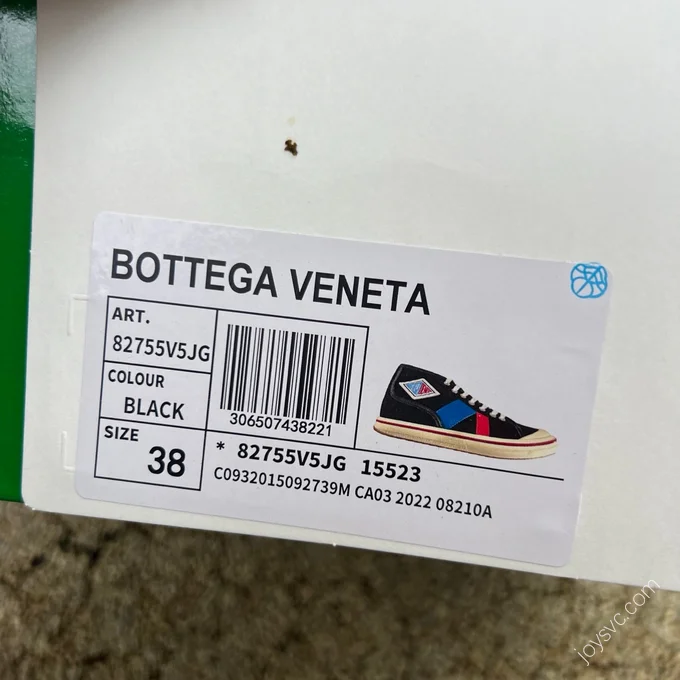 BOTTEGA VENETA
ART.
82755V5JG
COLOUR
BLACK
SIZE
38
306507438221
* 82755V5JG 15523
C0932015092739M CA03 2022 08210A
joysvc.com